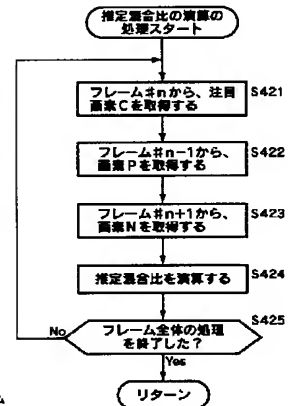 推定混合比の演算の
処理スタート
フレーム#nから、注目
画素Cを取得する
S421
フレーム#n-1から、
画素Pを取得する
S422
フレーム#n+1から、
画素Nを取得する
S423
推定混合比を演算する
S424
フレーム全体の処理
を終了した？
S425
No
Yes
リターン
ム